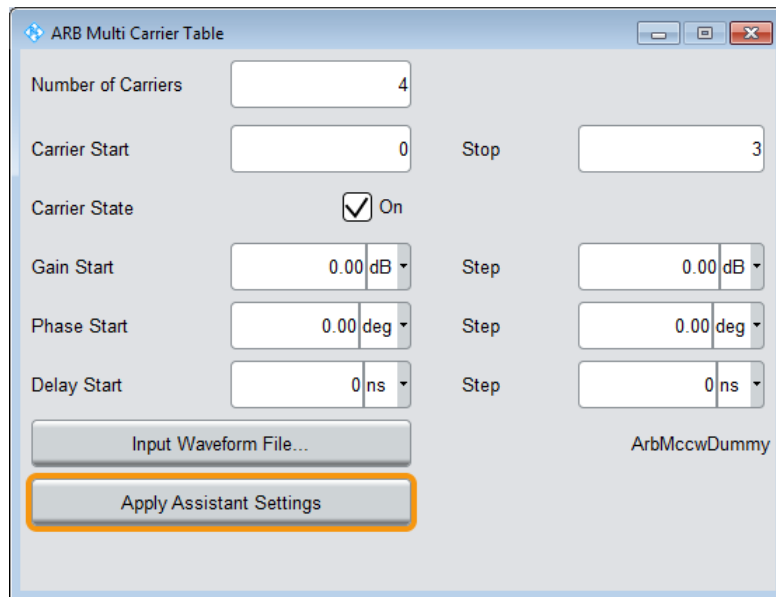 ARB Multi Carrier Table
Number of Carriers 4
Carrier Start 0 Stop 3
Carrier State On
Gain Start 0.00 dB Step 0.00 dB
Phase Start 0.00 deg Step 0.00 deg
Delay Start 0 ns Step 0 ns
Input Waveform File... ArbMccwDummy
Apply Assistant Settings